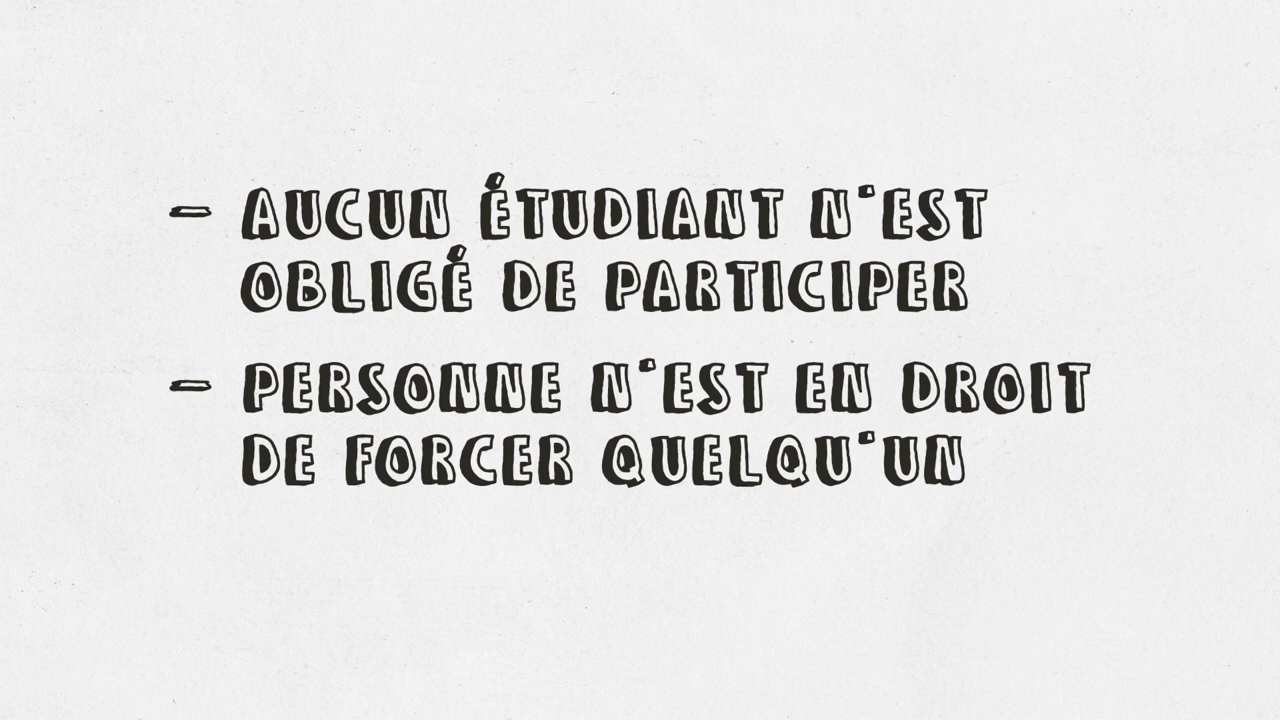 - AUCUN ÉTUDIANT N'EST
OBLIGÉ DE PARTICIPER
- PERSONNE N'EST EN DROIT
DE FORCER QUELQU'UN